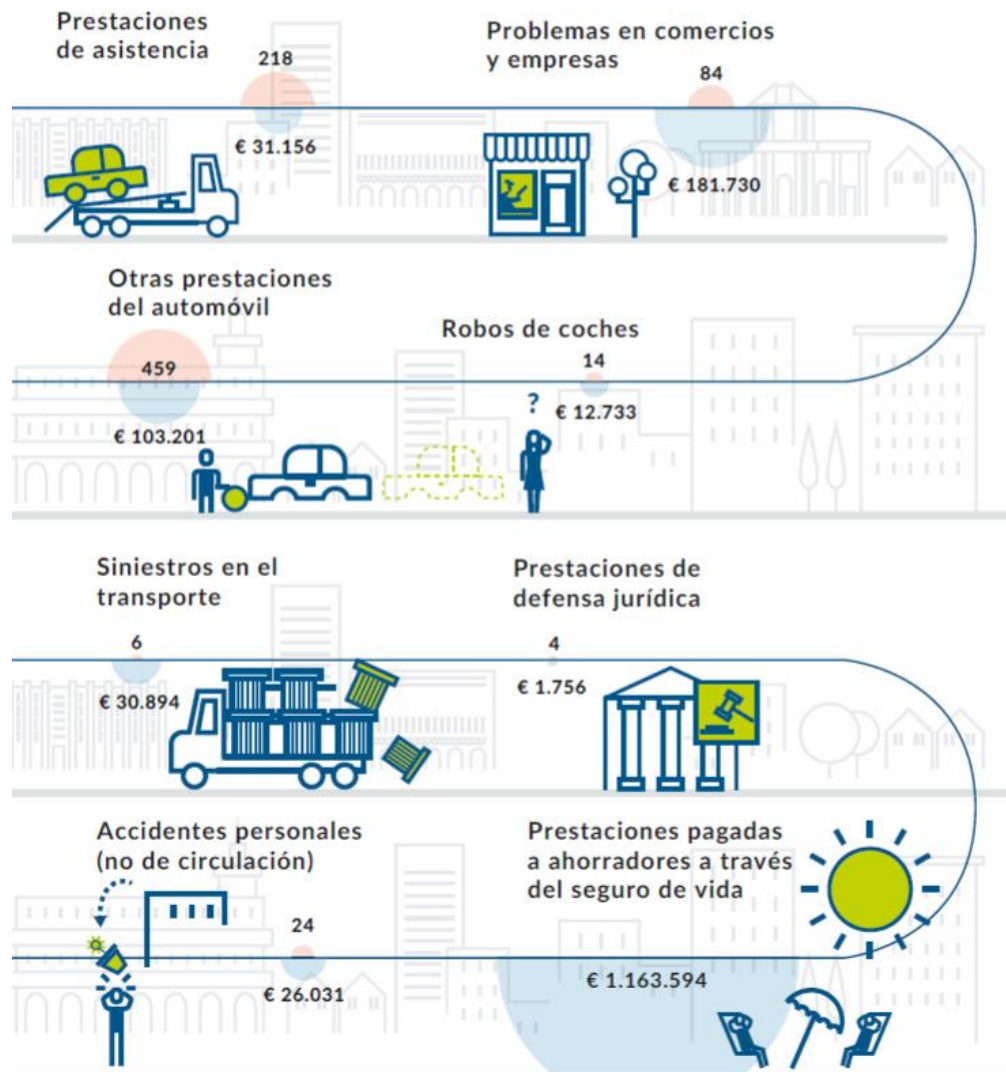 Prestaciones
de asistencia
218
€ 31.156
Problemas en comercios
y empresas
84
€ 181.730
Otras prestaciones
del automóvil
459
€ 103.201
Robos de coches
14
?
€ 12.733
Siniestros en el
transporte
6
€ 30.894
Prestaciones de
defensa jurídica
4
€ 1.756
Accidentes personales
(no de circulación)
24
€ 26.031
Prestaciones pagadas
a ahorradores a través
del seguro de vida
€ 1.163.594